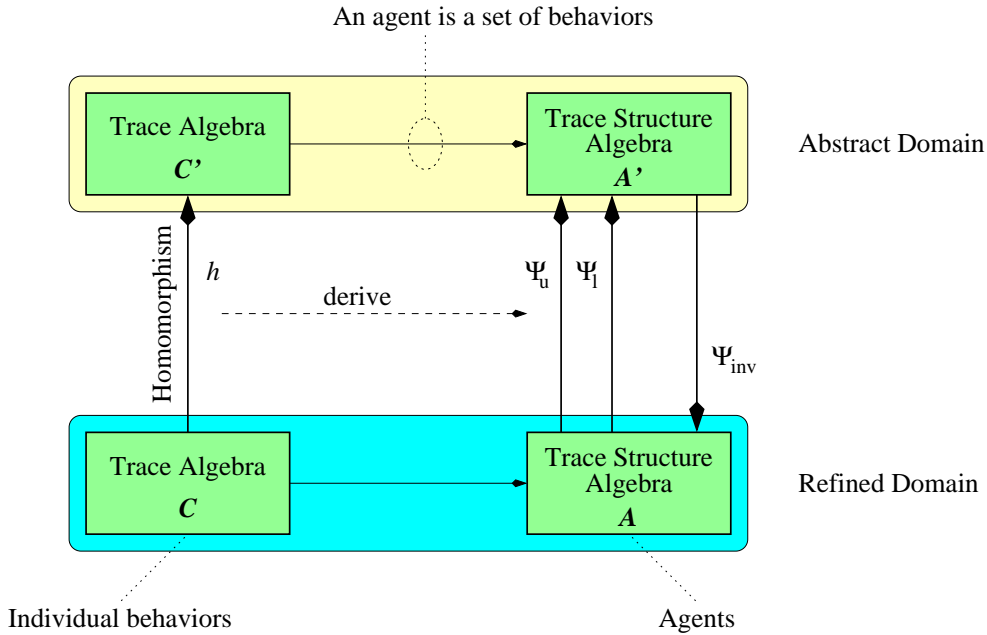 An agent is a set of behaviors
Trace Algebra
C’
Trace Structure
Algebra
A’
Abstract Domain
Homomorphism
h
Ψu
Ψl
derive
Ψinv
Trace Algebra
C
Trace Structure
Algebra
A
Refined Domain
Individual behaviors
Agents